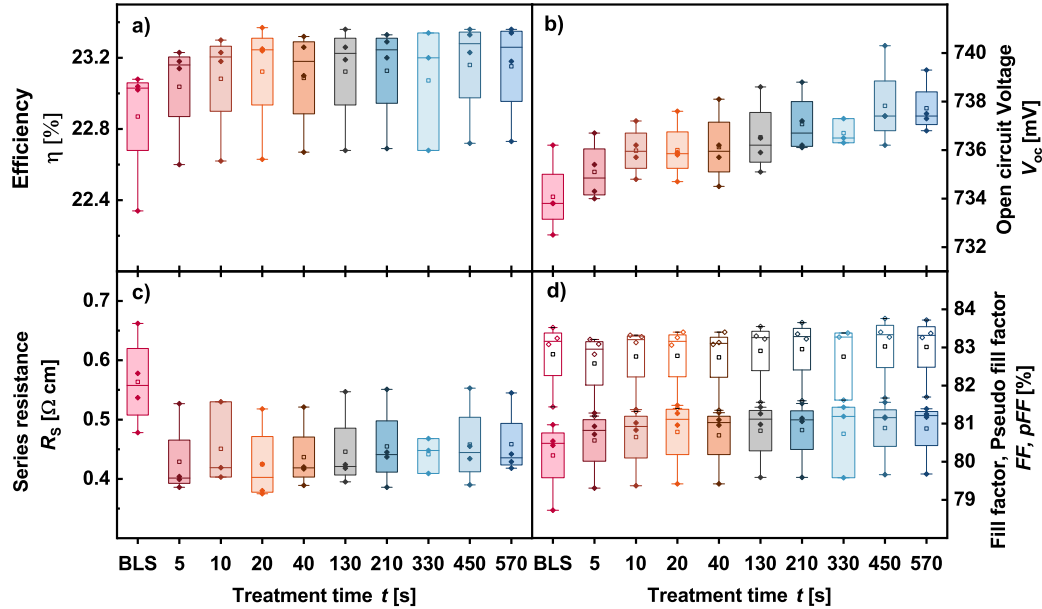 a)
b)
c)
d)
Efficiency
η [%]
23.2
22.8
22.4
Open circuit Voltage
Voc [mV]
740
738
736
734
732
Series resistance
RS [Ω cm]
0.7
0.6
0.5
0.4
Fill factor, Pseudo fill factor
FF, pFF [%]
84
83
82
81
80
79
BLS 5 10 20 40 130 210 330 450 570
BLS 5 10 20 40 130 210 330 450 570
Treatment time t [s]
Treatment time t [s]